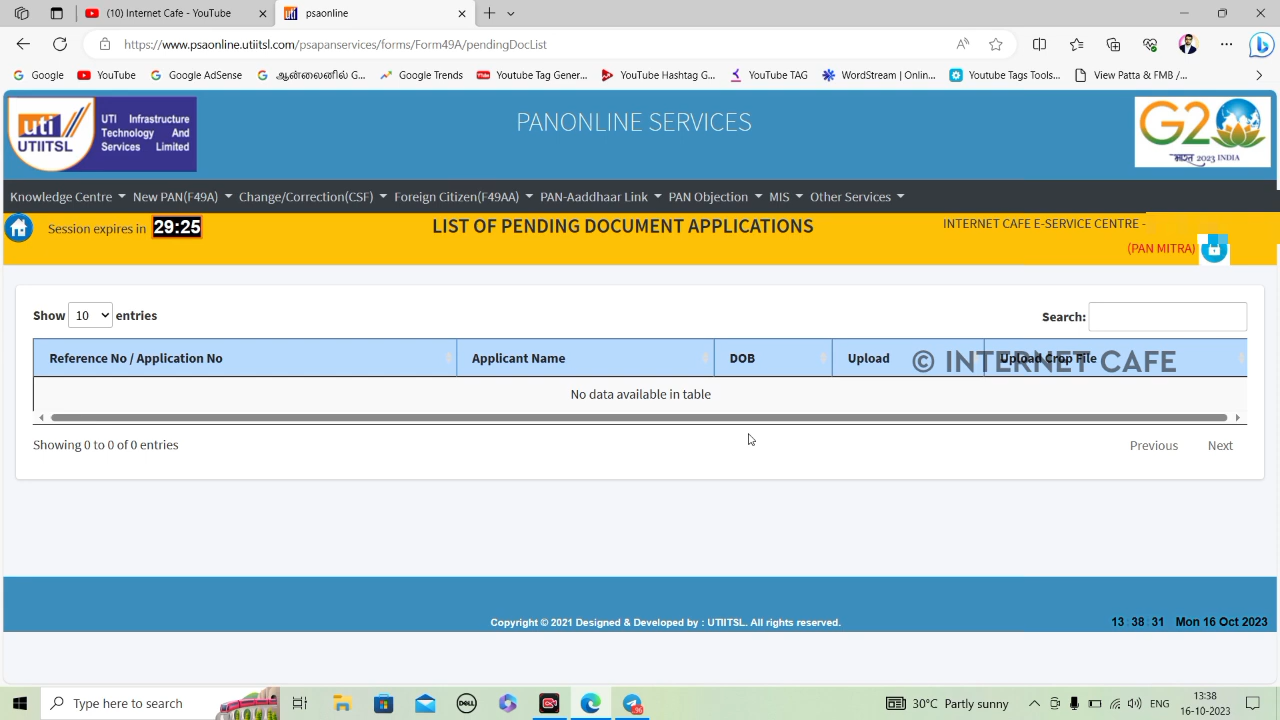 (10) Internet Cafe - YouTube
psaonline
https://www.psaonline.utiitsl.com/psapanservices/forms/Form49A/pendingDocList
Google
YouTube
Google AdSense
ஆன்லைனில் G...
Google Trends
Youtube Tag Gener...
YouTube Hashtag G...
YouTube TAG
WordStream | Onlin...
Youtube Tags Tools...
View Patta & FMB /...
uti
UTIITSL
UTI Infrastructure
Technology And
Services Limited
PANONLINE SERVICES
G20
भारत 2023 INDIA
Knowledge Centre
New PAN(F49A)
Change/Correction(CSF)
Foreign Citizen(F49AA)
PAN-Aaddhaar Link
PAN Objection
MIS
Other Services
Session expires in 29:25
LIST OF PENDING DOCUMENT APPLICATIONS
INTERNET CAFE E-SERVICE CENTRE -
(PAN MITRA)
Show 10 entries
Search:
Reference No / Application No
Applicant Name
DOB
Upload
Upload Crop File
© INTERNET CAFE
No data available in table
Showing 0 to 0 of 0 entries
Previous
Next
Copyright © 2021 Designed & Developed by : UTIITSL. All rights reserved.
13 38 31 Mon 16 Oct 2023
Type here to search
DELL
96
30°C Partly sunny
ENG
13:38
16-10-2023